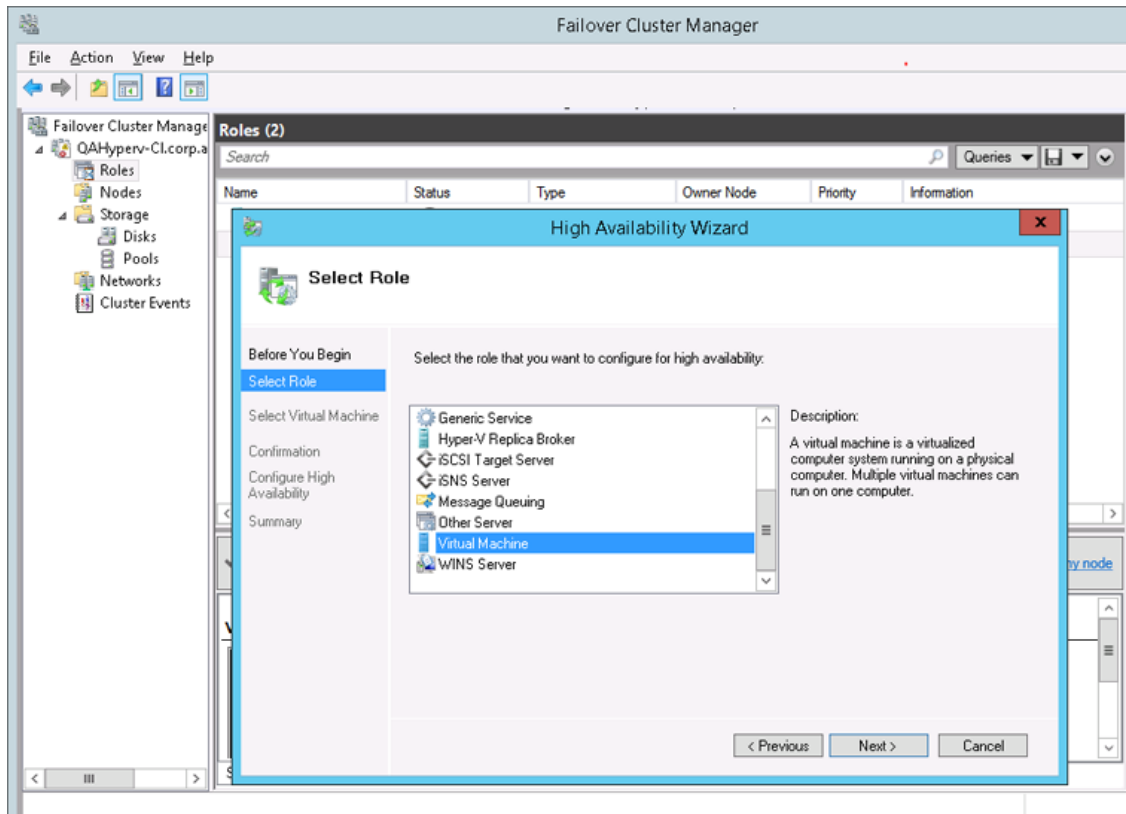 Failover Cluster Manager
File Action View Help
Failover Cluster Manage
QAHyperv-Cl.corp.a
Roles
Nodes
Storage
Disks
Pools
Networks
Cluster Events
Roles (2)
Search
Queries
Name Status Type Owner Node Priority Information
High Availability Wizard
x
Select Role
Before You Begin
Select Role
Select Virtual Machine
Confirmation
Configure High
Availability
Summary
Select the role that you want to configure for high availability:
Generic Service
Hyper-V Replica Broker
iSCSI Target Server
iSNS Server
Message Queuing
Other Server
Virtual Machine
WINS Server
Description:
A virtual machine is a virtualized
computer system running on a physical
computer. Multiple virtual machines can
run on one computer.
< Previous Next > Cancel
ny node